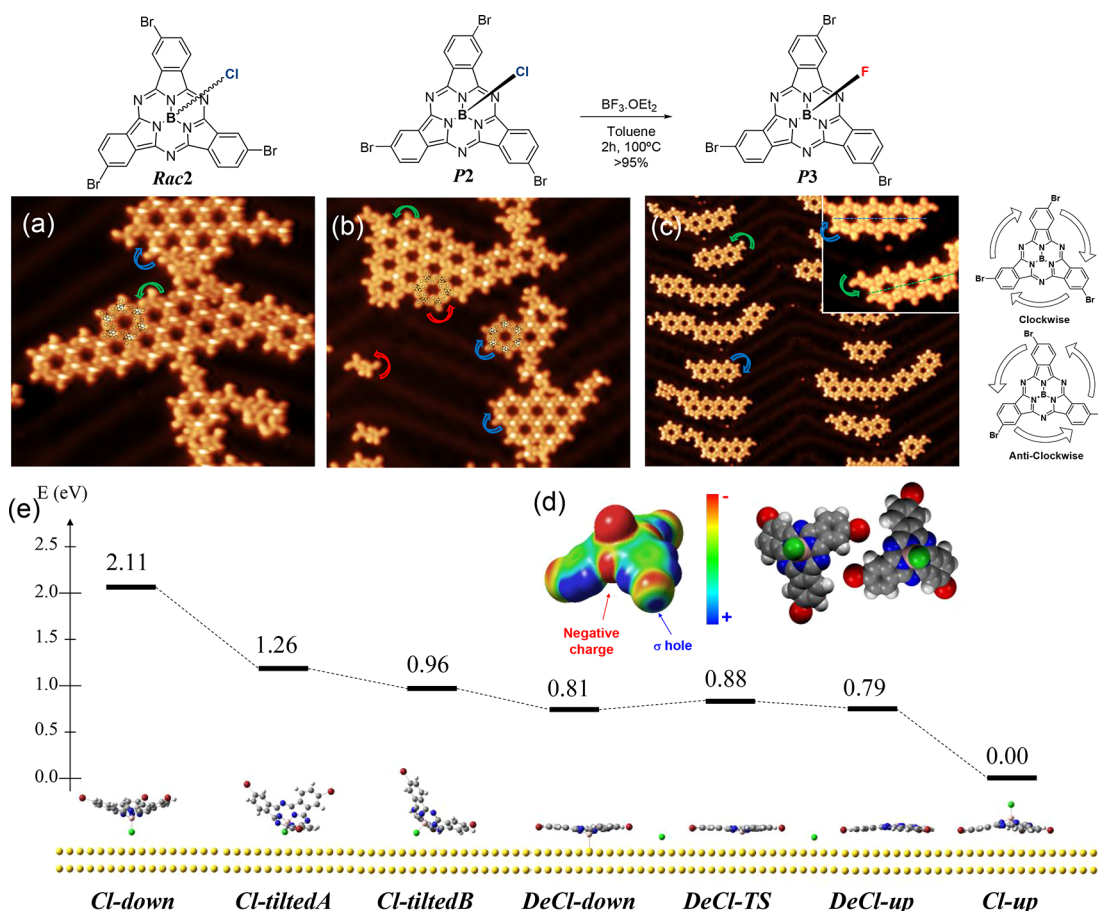 Br
Cl
N
N
N
B
N
N
N
Br
Br
Rac2
Br
Cl
N
N
N
B
N
N
N
Br
Br
P2
BF₃.OEt₂
Toluene
2h, 100ºC
>95%
Br
F
N
N
N
B
N
N
N
Br
Br
P3
(a)
(b)
(c)
Br
N
N
N
B
N
N
N
Br
Br
Clockwise
Br
N
N
N
B
N
N
N
Br
Anti-Clockwise
(e)
E (eV)
2.5
2.0
1.5
1.0
0.5
0.0
2.11
1.26
0.96
0.81
0.88
0.79
0.00
(d)
Negative
charge
σ hole
-
+
Cl-down
Cl-tiltedA
Cl-tiltedB
DeCl-down
DeCl-TS
DeCl-up
Cl-up